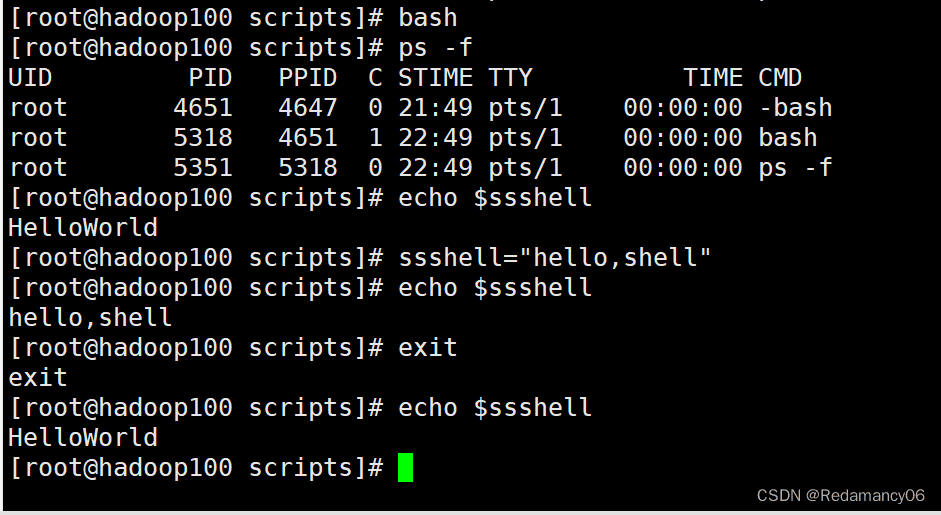 [root@hadoop100 scripts]# bash
[root@hadoop100 scripts]# ps -f
UID         PID   PPID  C STIME TTY          TIME CMD
root       4651   4647  0 21:49 pts/1    00:00:00 -bash
root       5318   4651  1 22:49 pts/1    00:00:00 bash
root       5351   5318  0 22:49 pts/1    00:00:00 ps -f
[root@hadoop100 scripts]# echo $ssshell
HelloWorld
[root@hadoop100 scripts]# ssshell="hello,shell"
[root@hadoop100 scripts]# echo $ssshell
hello,shell
[root@hadoop100 scripts]# exit
exit
[root@hadoop100 scripts]# echo $ssshell
HelloWorld
[root@hadoop100 scripts]#
CSDN @Redamancy06